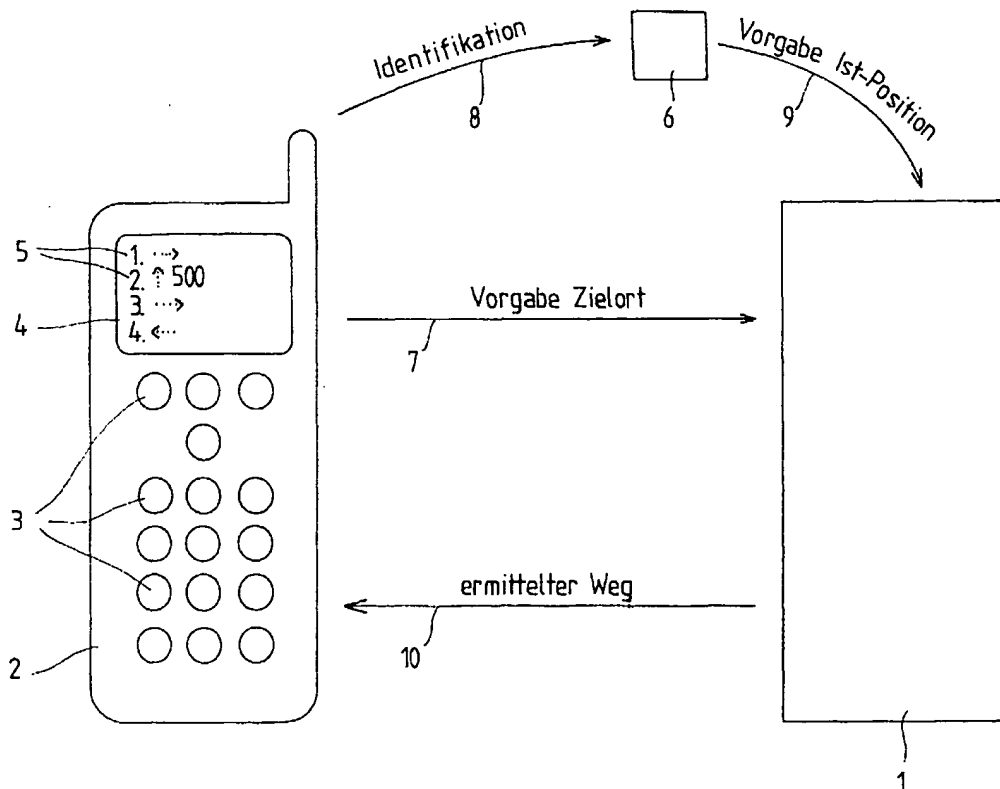 Identifikation
8
6
Vorgabe Ist-Position
9
5
1. ···>
2. ↑ 500
3. ···>
4. <···
4
Vorgabe Zielort
7
3
ermittelter Weg
10
2
1